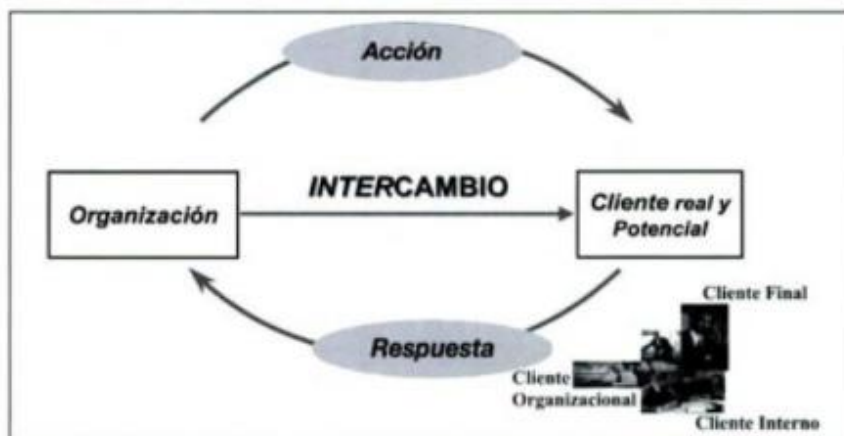 Acción
INTERCAMBIO
Organización
Cliente real y
Potencial
Respuesta
Cliente Final
Cliente
Organizacional
Cliente Interno